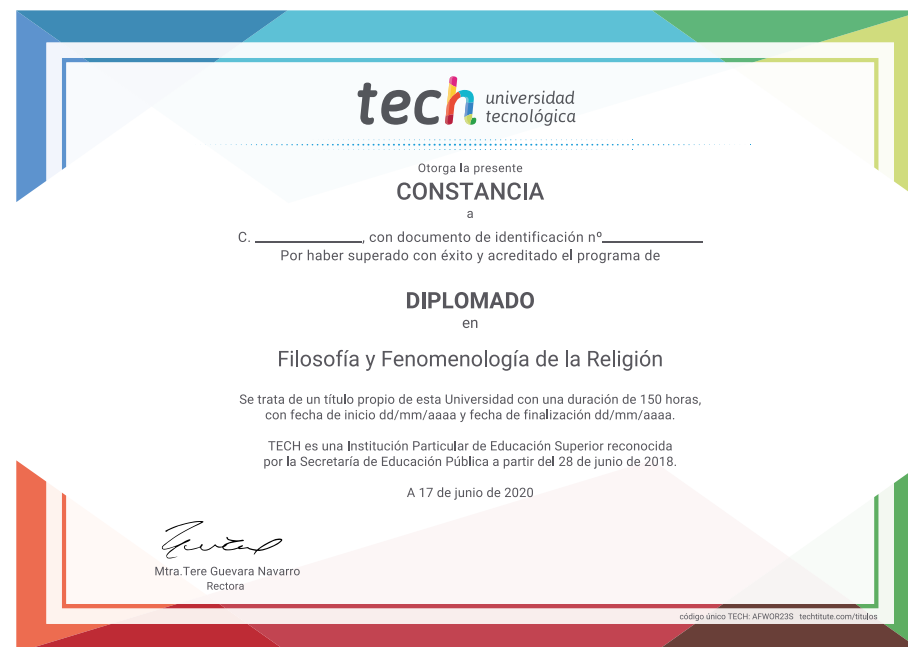 tech universidad
tecnológica
Otorga la presente
CONSTANCIA
a
C. ____________, con documento de identificación nº____________
Por haber superado con éxito y acreditado el programa de
DIPLOMADO
en
Filosofía y Fenomenología de la Religión
Se trata de un título propio de esta Universidad con una duración de 150 horas,
con fecha de inicio dd/mm/aaaa y fecha de finalización dd/mm/aaaa.
TECH es una Institución Particular de Educación Superior reconocida
por la Secretaría de Educación Pública a partir del 28 de junio de 2018.
A 17 de junio de 2020
Mtra.Tere Guevara Navarro
Rectora
código único TECH: AFWOR23S techtitute.com/titulos